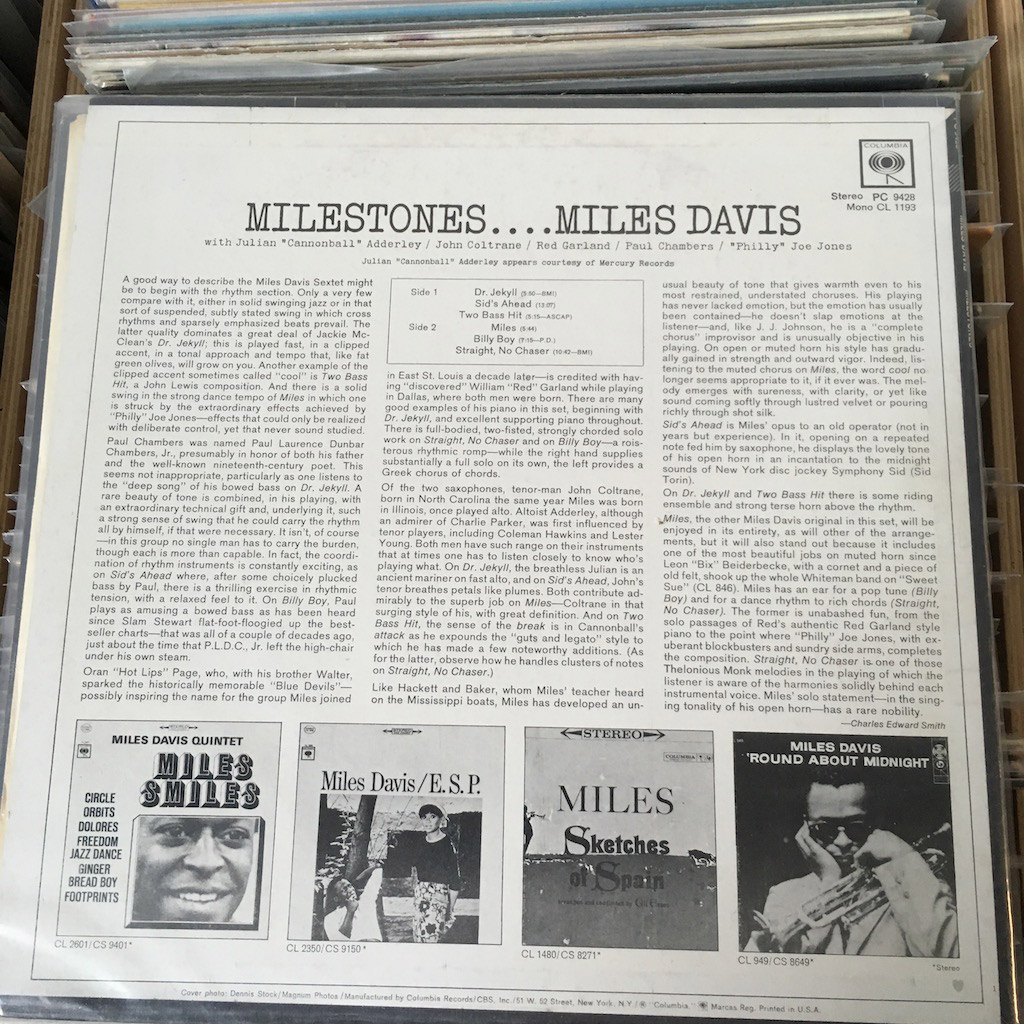 COLUMBIA
Stereo PC 9428
Mono CL 1193
MILESTONES....MILES DAVIS
with Julian "Cannonball" Adderley / John Coltrane / Red Garland / Paul Chambers / "Philly" Joe Jones
Julian "Cannonball" Adderley appears courtesy of Mercury Records
A good way to describe the Miles Davis Sextet might
be to begin with the rhythm section. Only a very few
compare with it, either in solid swinging jazz or in that
sort of suspended, subtly stated swing in which cross
rhythms and sparsely emphasized beats prevail. The
latter quality dominates a great deal of Jackie Mc-
Clean's Dr. Jekyll; this is played fast, in a clipped
accent, in a tonal approach and tempo that, like fat
green olives, will grow on you. Another example of the
clipped accent sometimes called "cool" is Two Bass
Hit, a John Lewis composition. And there is a solid
swing in the strong dance tempo of Miles in which one
is struck by the extraordinary effects achieved by
"Philly" Joe Jones—effects that could only be realized
with deliberate control, yet that never sound studied.
Paul Chambers was named Paul Laurence Dunbar
Chambers, Jr., presumably in honor of both his father
and the well-known nineteenth-century poet. This
seems not inappropriate, particularly as one listens to
the "deep song" of his bowed bass on Dr. Jekyll. A
rare beauty of tone is combined, in his playing, with
an extraordinary technical gift and, underlying it, such
a strong sense of swing that he could carry the rhythm
all by himself, if that were necessary. It isn't, of course
—in this group no single man has to carry the burden,
though each is more than capable. In fact, the coordi-
nation of rhythm instruments is constantly exciting, as
on Sid's Ahead where, after some choicely plucked
bass by Paul, there is a thrilling exercise in rhythmic
tension, with a relaxed feel to it. On Billy Boy, Paul
plays as amusing a bowed bass as has been heard
since Slam Stewart flat-foot-floogied up the best-
seller charts—that was all of a couple of decades ago,
just about the time that P.L.D.C., Jr. left the high-chair
under his own steam.
Oran "Hot Lips" Page, who, with his brother Walter,
sparked the historically memorable "Blue Devils"—
possibly inspiring the name for the group Miles joined
Side 1 Dr. Jekyll (5:50—BMI)
Sid's Ahead (13:07)
Two Bass Hit (5:15—ASCAP)
Side 2 Miles (5:44)
Billy Boy (7:15—P.D.)
Straight, No Chaser (10:42—BMI)
in East St. Louis a decade later—is credited with hav-
ing "discovered" William "Red" Garland while playing
in Dallas, where both men were born. There are many
good examples of his piano in this set, beginning with
Dr. Jekyll, and excellent supporting piano throughout.
There is full-bodied, two-fisted, strongly chorded solo
work on Straight, No Chaser and on Billy Boy—a rois-
terous rhythmic romp—while the right hand supplies
substantially a full solo on its own, the left provides a
Greek chorus of chords.
Of the two saxophones, tenor-man John Coltrane,
born in North Carolina the same year Miles was born
in Illinois, once played alto. Altoist Adderley, although
an admirer of Charlie Parker, was first influenced by
tenor players, including Coleman Hawkins and Lester
Young. Both men have such range on their instruments
that at times one has to listen closely to know who's
playing what. On Dr. Jekyll, the breathless Julian is an
ancient mariner on fast alto, and on Sid's Ahead, John's
tenor breathes petals like plumes. Both contribute ad-
mirably to the superb job on Miles—Coltrane in that
surging style of his, with great definition. And on Two
Bass Hit, the sense of the break is in Cannonball's
attack as he expounds the "guts and legato" style to
which he has made a few noteworthy additions. (As
for the latter, observe how he handles clusters of notes
on Straight, No Chaser.)
Like Hackett and Baker, whom Miles' teacher heard
on the Mississippi boats, Miles has developed an un-
usual beauty of tone that gives warmth even to his
most restrained, understated choruses. His playing
has never lacked emotion, but the emotion has usually
been contained—he doesn't slap emotions at the
listener—and, like J. J. Johnson, he is a "complete
chorus" improvisor and is unusually objective in his
playing. On open or muted horn his style has gradu-
ally gained in strength and outward vigor. Indeed, lis-
tening to the muted chorus on Miles, the word cool no
longer seems appropriate to it, if it ever was. The mel-
ody emerges with sureness, with clarity, or yet like
sound coming softly through lustred velvet or pouring
richly through shot silk.
Sid's Ahead is Miles' opus to an old operator (not in
years but experience). In it, opening on a repeated
note fed him by saxophone, he displays the lovely tone
of his open horn in an incantation to the midnight
sounds of New York disc jockey Symphony Sid (Sid
Torin).
On Dr. Jekyll and Two Bass Hit there is some riding
ensemble and strong terse horn above the rhythm.
Miles, the other Miles Davis original in this set, will be
enjoyed in its entirety, as will other of the arrange-
ments, but it will also stand out because it includes
one of the most beautiful jobs on muted horn since
Leon "Bix" Beiderbecke, with a cornet and a piece of
old felt, shook up the whole Whiteman band on "Sweet
Sue" (CL 846). Miles has an ear for a pop tune (Billy
Boy) and for a dance rhythm to rich chords (Straight,
No Chaser). The former is unabashed fun, from the
solo passages of Red's authentic Red Garland style
piano to the point where "Philly" Joe Jones, with ex-
uberant blockbusters and sundry side arms, completes
the composition. Straight, No Chaser is one of those
Thelonious Monk melodies in the playing of which the
listener is aware of the harmonies solidly behind each
instrumental voice. Miles' solo statement—in the sing-
ing tonality of his open horn—has a rare nobility.
—Charles Edward Smith
MILES DAVIS QUINTET
MILES
SMILES
CIRCLE
ORBITS
DOLORES
FREEDOM
JAZZ DANCE
GINGER
BREAD BOY
FOOTPRINTS
CL 2601/CS 9401*
Miles Davis/E.S.P.
CL 2350/CS 9150*
STEREO
COLUMBIA
MILES
Sketches
of Spain
arranged and conducted by Gil Evans
CL 1480/CS 8271*
MILES DAVIS
'ROUND ABOUT MIDNIGHT
CL 949/CS 8649*
*Stereo
Cover photo: Dennis Stock/Magnum Photos/Manufactured by Columbia Records/CBS, Inc./51 W. 52 Street, New York, N.Y./® "Columbia," Marcas Reg. Printed in U.S.A.